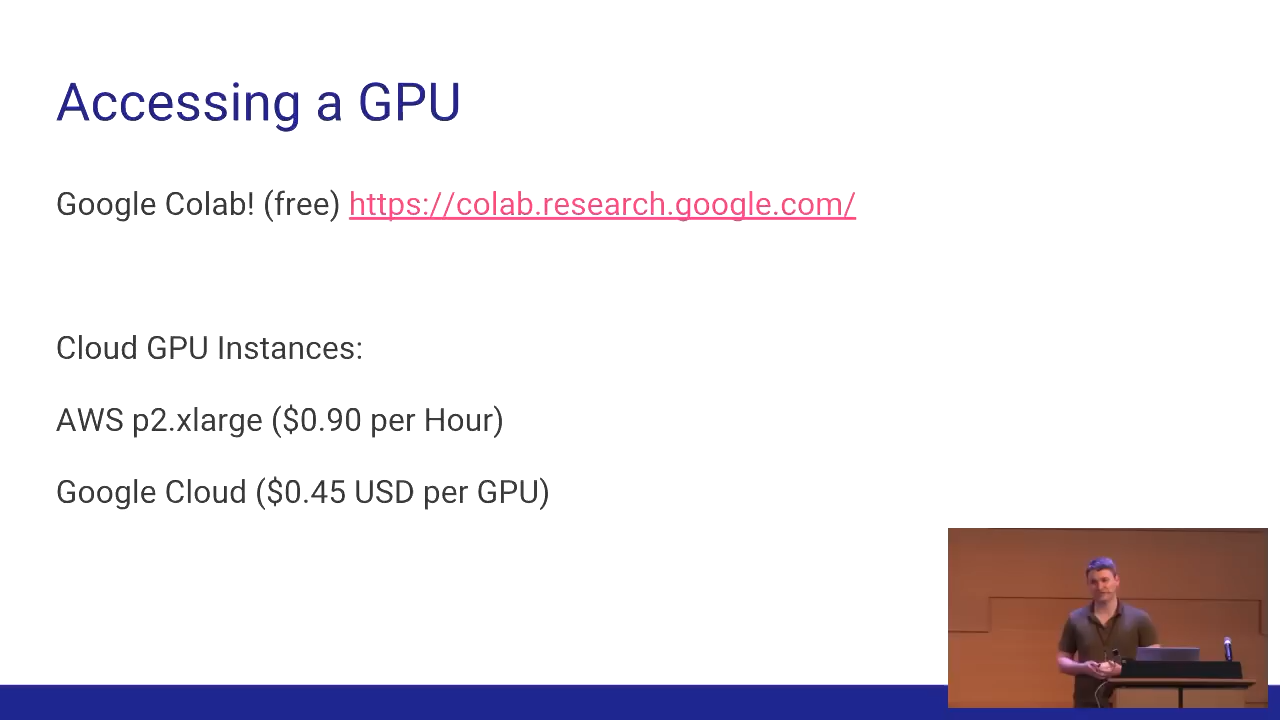 Accessing a GPU
Google Colab! (free) https://colab.research.google.com/
Cloud GPU Instances:
AWS p2.xlarge ($0.90 per Hour)
Google Cloud ($0.45 USD per GPU)